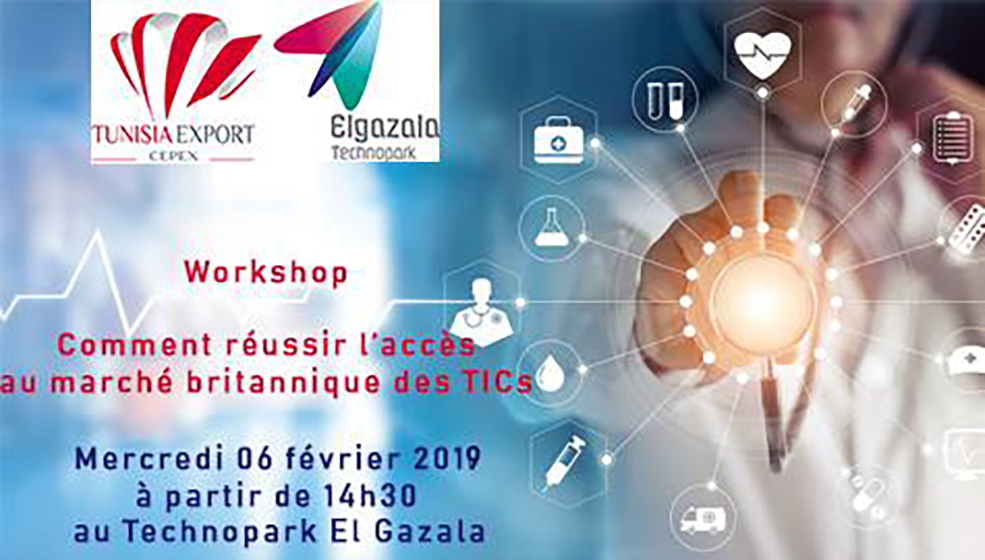 TUNISIA EXPORT
CEPEX
Elgazala
Technopark
Workshop
Comment réussir l'accès
au marché britannique des TICs
Mercredi 06 février 2019
à partir de 14h30
au Technopark El Gazala